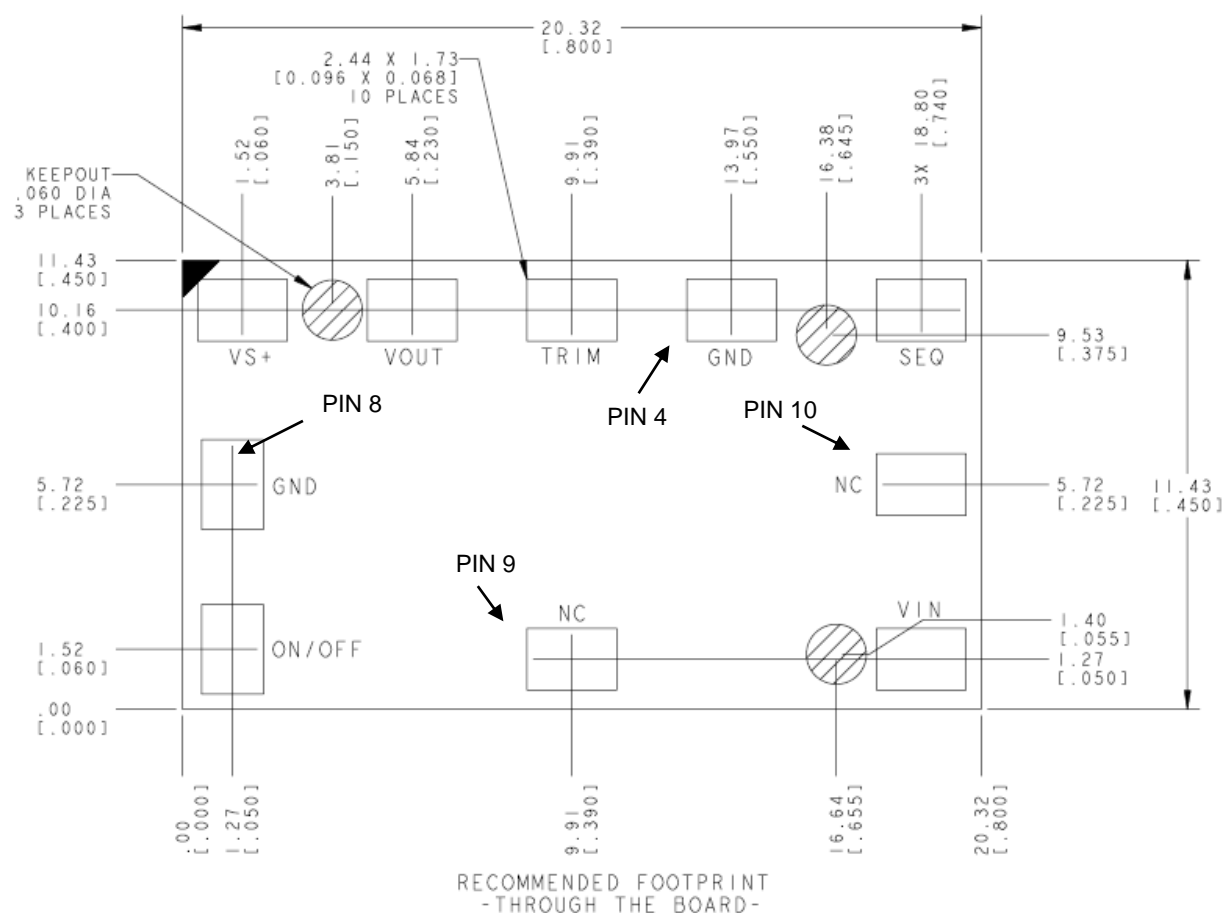 20.32
[.800]
2.44 X 1.73
[0.096 X 0.068]
10 PLACES
KEEPOUT
.060 DIA
3 PLACES
1.52
[.060]
3.81
[.150]
5.84
[.230]
9.91
[.390]
13.97
[.550]
16.38
[.645]
3X 18.80
[.740]
11.43
[.450]
10.16
[.400]
VS+
VOUT
TRIM
GND
SEQ
9.53
[.375]
PIN 8
PIN 4
PIN 10
5.72
[.225]
GND
NC
5.72
[.225]
11.43
[.450]
PIN 9
NC
VIN
1.40
[.055]
1.27
[.050]
1.52
[.060]
ON/OFF
.00
[.000]
.00
[.000]
1.27
[.050]
9.91
[.390]
16.64
[.655]
20.32
[.800]
RECOMMENDED FOOTPRINT
-THROUGH THE BOARD-